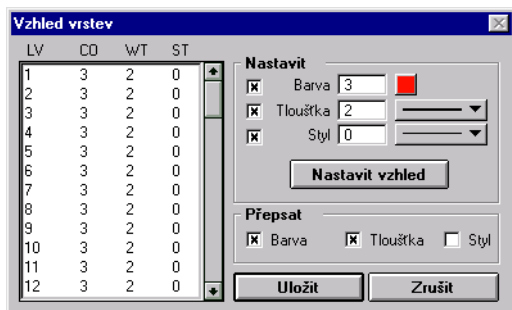 Vzhled vrstev
LV CO WT ST
1 3 2 0
2 3 2 0
3 3 2 0
4 3 2 0
5 3 2 0
6 3 2 0
7 3 2 0
8 3 2 0
9 3 2 0
10 3 2 0
11 3 2 0
12 3 2 0
Nastavit
Barva 3
Tloušťka 2
Styl 0
Nastavit vzhled
Přepsat
Barva Tloušťka Styl
Uložit Zrušit